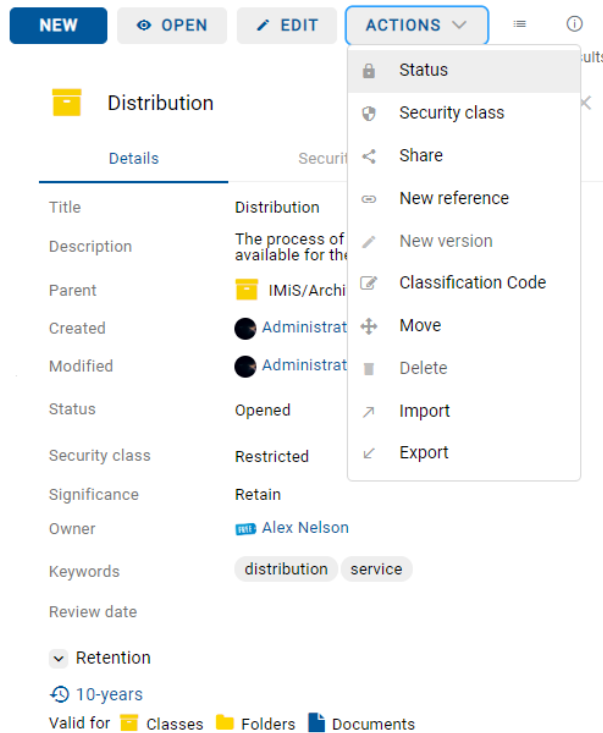 NEW OPEN EDIT ACTIONS
Status
Distribution
Security class
Details
Share
New reference
New version
Classification Code
Move
Delete
Import
Export
Title Distribution
Description The process of
available for the
Parent IMiS/Archi
Created Administrat
Modified Administrat
Status Opened
Security class Restricted
Significance Retain
Owner Alex Nelson
Keywords distribution service
Review date
Retention
10-years
Valid for Classes Folders Documents